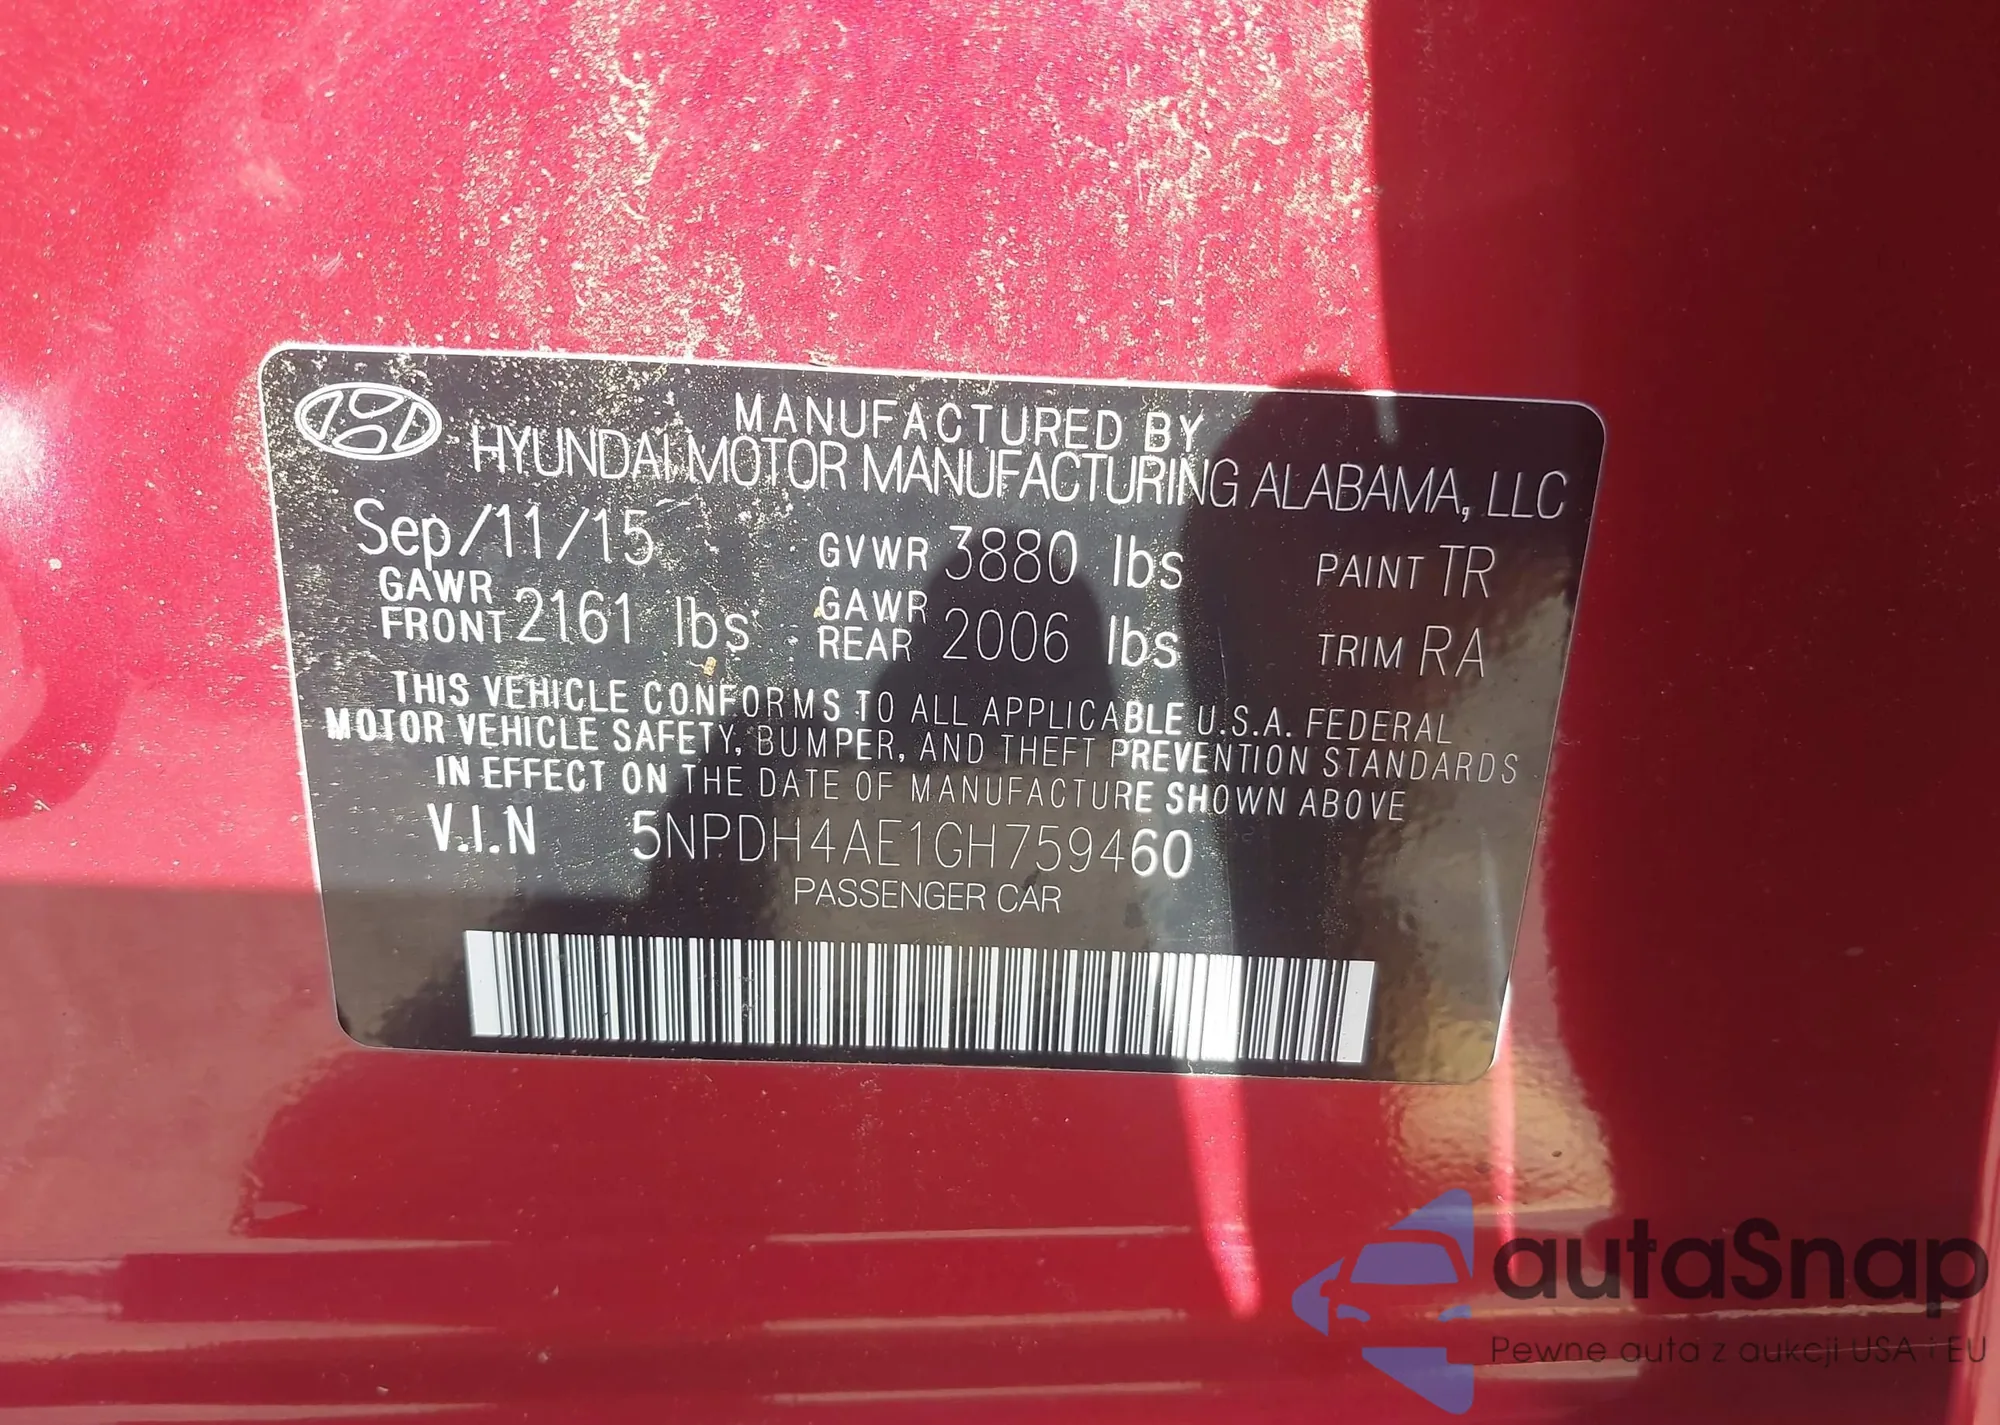 MANUFACTURED BY
HYUNDAI MOTOR MANUFACTURING ALABAMA, LLC
Sep/11/15 GVWR 3880 lbs PAINT TR
GAWR FRONT 2161 lbs GAWR REAR 2006 lbs TRIM RA
THIS VEHICLE CONFORMS TO ALL APPLICABLE U.S.A. FEDERAL
MOTOR VEHICLE SAFETY, BUMPER, AND THEFT PREVENTION STANDARDS
IN EFFECT ON THE DATE OF MANUFACTURE SHOWN ABOVE
V.I.N 5NPDH4AE1GH759460
PASSENGER CAR
autaSnap
Pewne auta z aukcji USA i EU